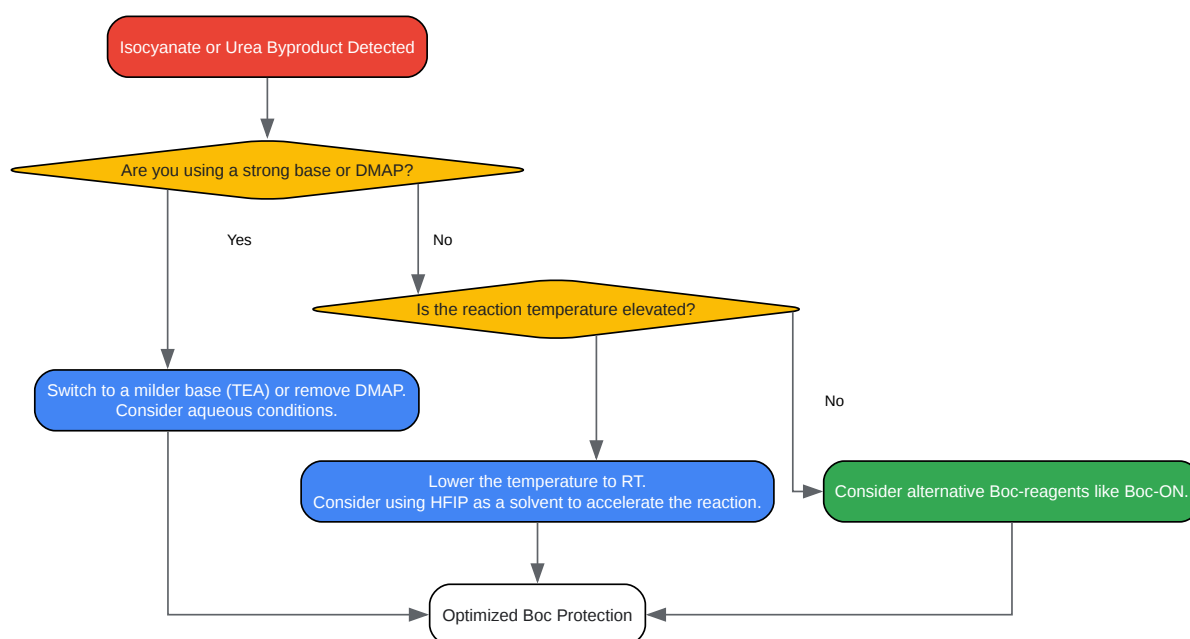 Isocyanate or Urea Byproduct Detected
Are you using a strong base or DMAP?
Yes
No
Is the reaction temperature elevated?
Switch to a milder base (TEA) or remove DMAP.
Consider aqueous conditions.
No
Lower the temperature to RT.
Consider using HFIP as a solvent to accelerate the reaction.
Consider alternative Boc-reagents like Boc-ON.
Optimized Boc Protection